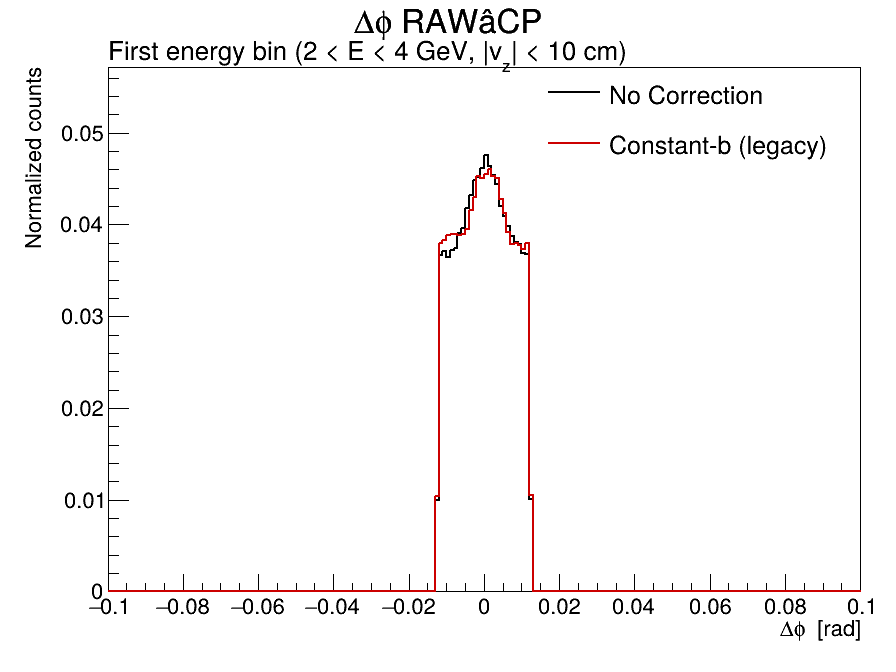 Δϕ RAWâCP
First energy bin (2 < E < 4 GeV, |v_z| < 10 cm)
No Correction
Constant-b (legacy)
Normalized counts
0.05
0.04
0.03
0.02
0.01
0
−0.1 −0.08 −0.06 −0.04 −0.02 0 0.02 0.04 0.06 0.08 0.1
Δϕ [rad]